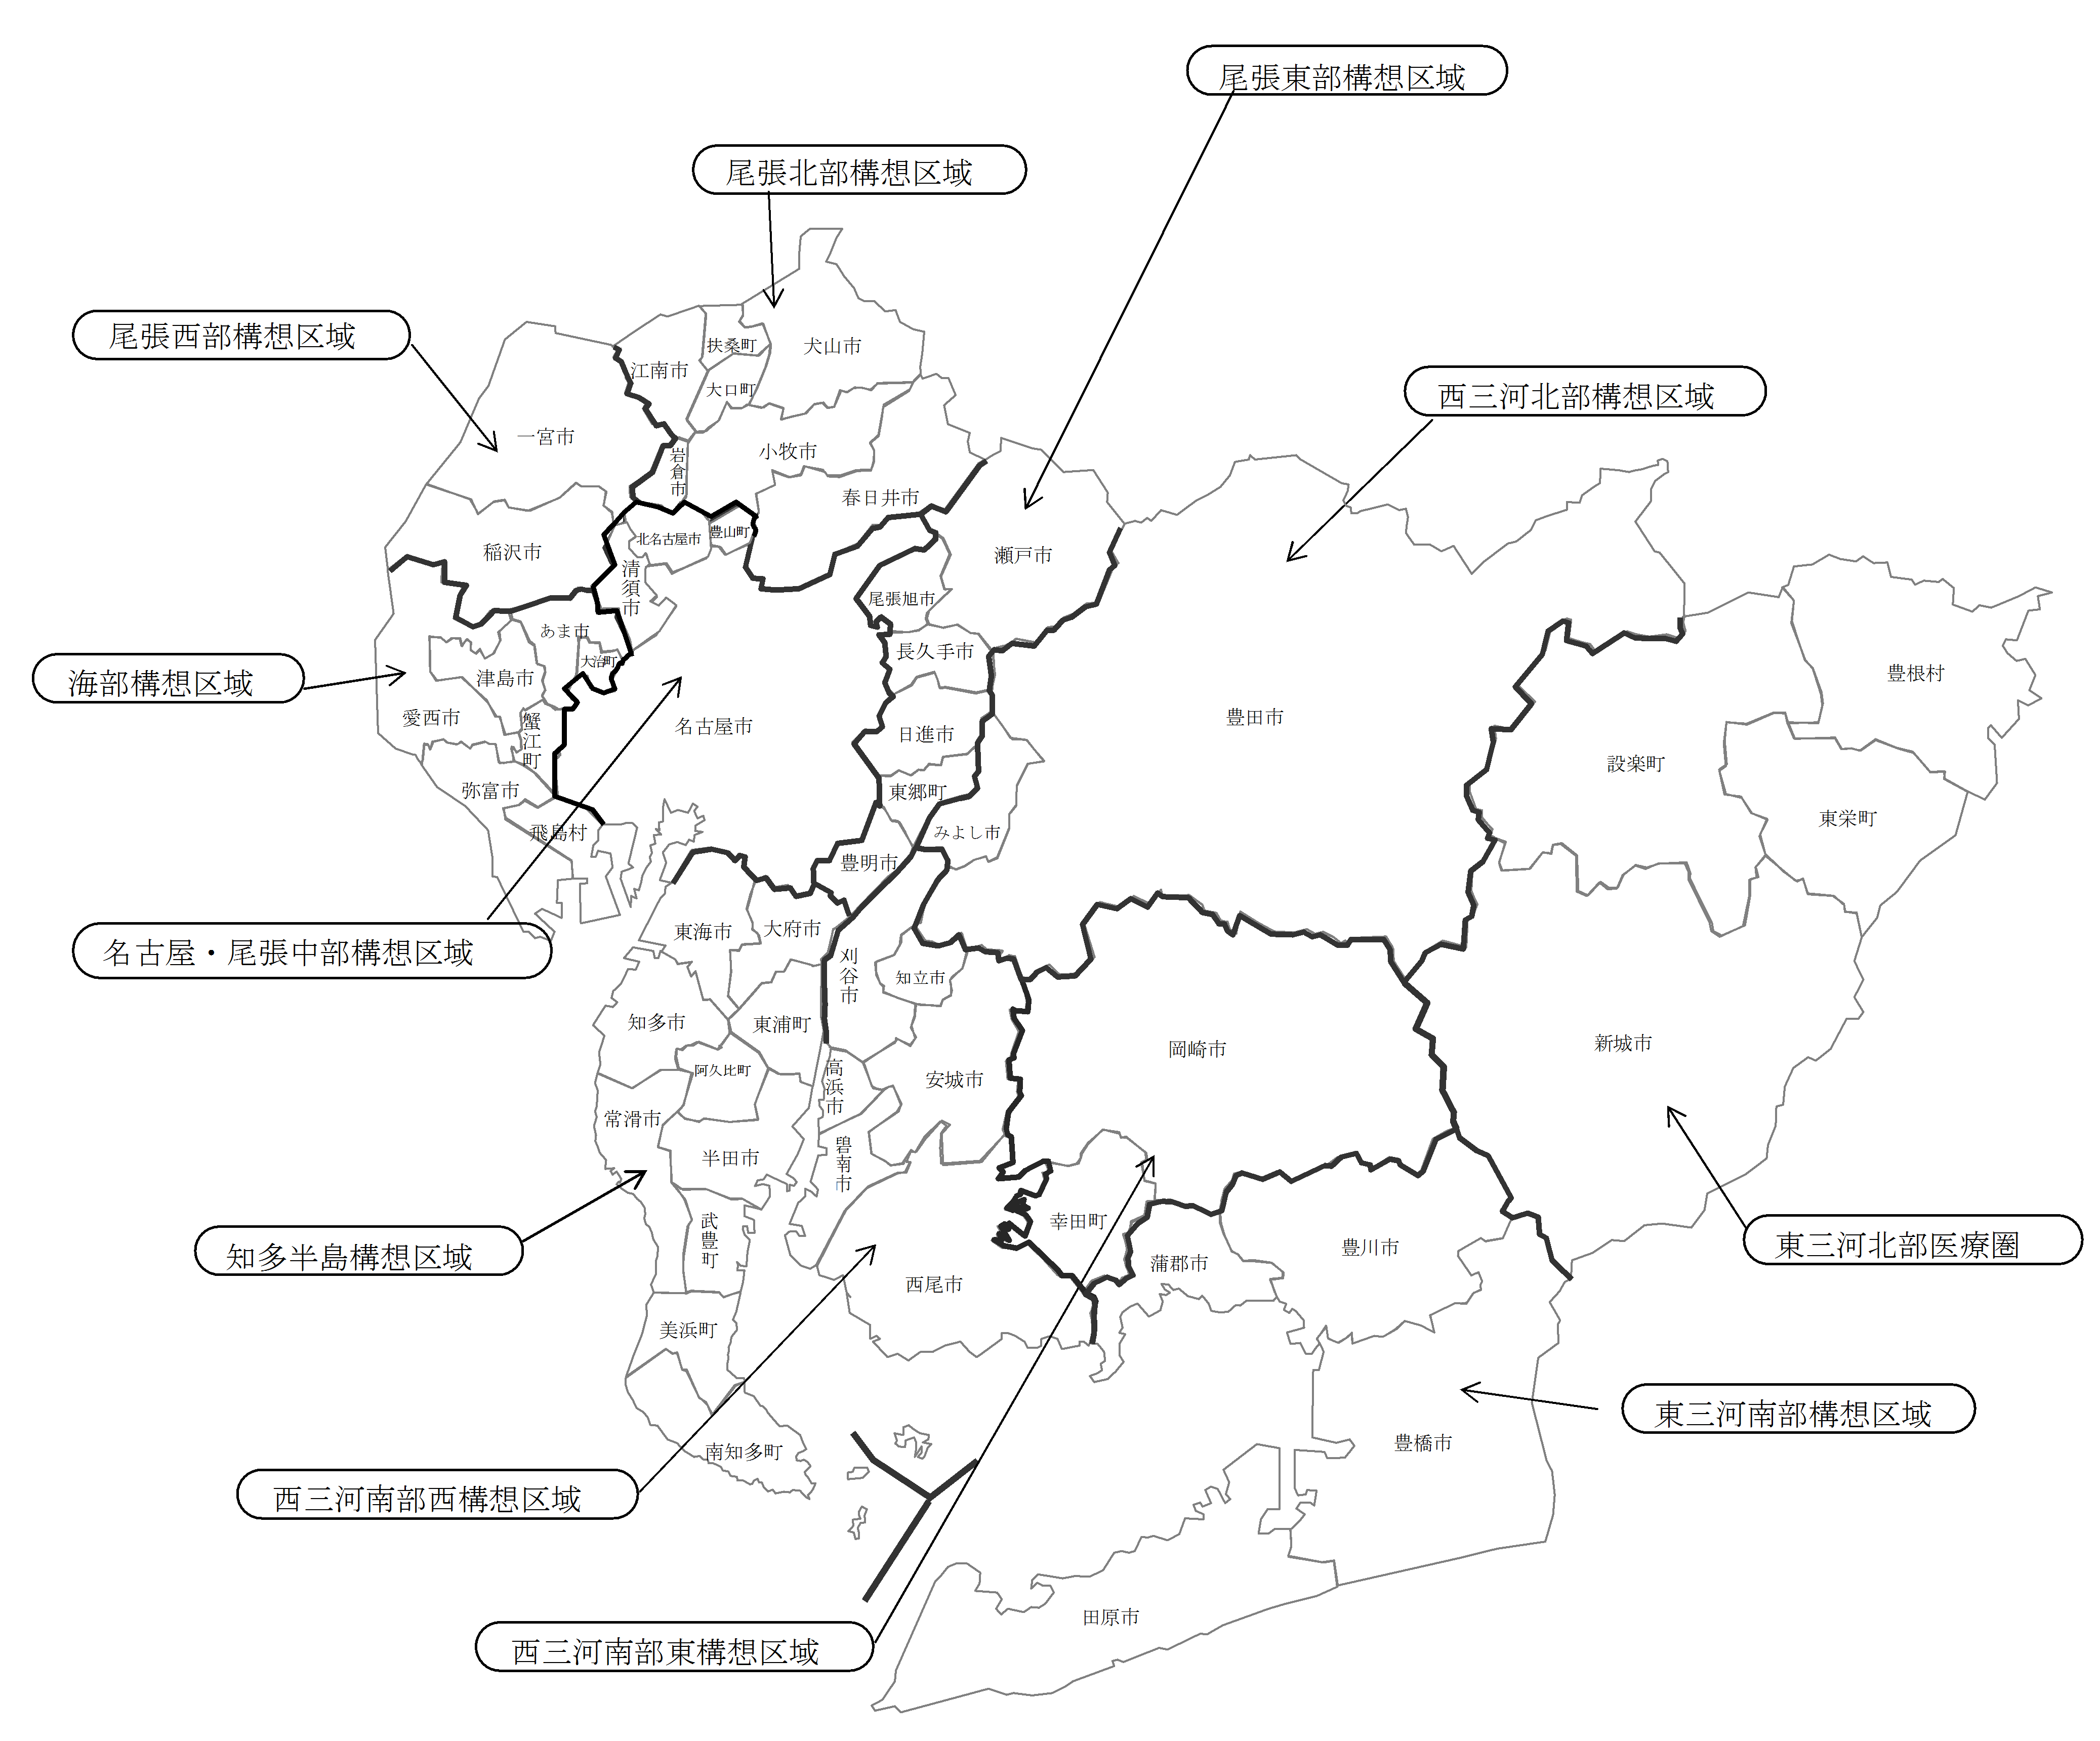 尾張東部構想区域
尾張北部構想区域
尾張西部構想区域
西三河北部構想区域
扶桑町
犬山市
江南市
大口町
一宮市
小牧市
岩倉市
春日井市
豊山町
北名古屋市
稲沢市
瀬戸市
清須市
尾張旭市
あま市
長久手市
大治町
海部構想区域
津島市
豊根村
愛西市
蟹江町
名古屋市
日進市
豊田市
設楽町
弥富市
東郷町
東栄町
飛島村
みよし市
豊明市
東海市
大府市
名古屋・尾張中部構想区域
刈谷市
知立市
知多市
東浦町
岡崎市
新城市
阿久比町
高浜市
安城市
常滑市
半田市
碧南市
武豊町
幸田町
知多半島構想区域
豊川市
東三河北部医療圏
蒲郡市
西尾市
美浜町
東三河南部構想区域
豊橋市
南知多町
西三河南部西構想区域
田原市
西三河南部東構想区域